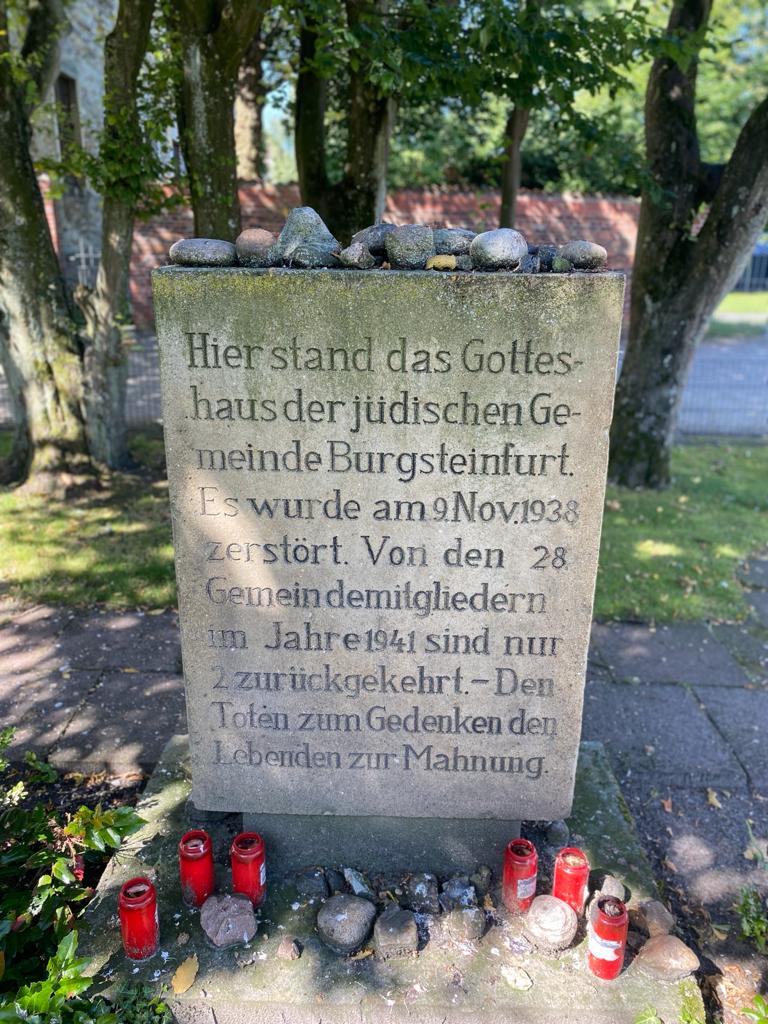 Hier stand das Gottes-
haus der jüdischen Ge-
meinde Burgsteinfurt.
Es wurde am 9.Nov.1938
zerstört. Von den 28
Gemeindemitgliedern
im Jahre 1941 sind nur
2 zurückgekehrt.– Den
Toten zum Gedenken den
Lebenden zur Mahnung.